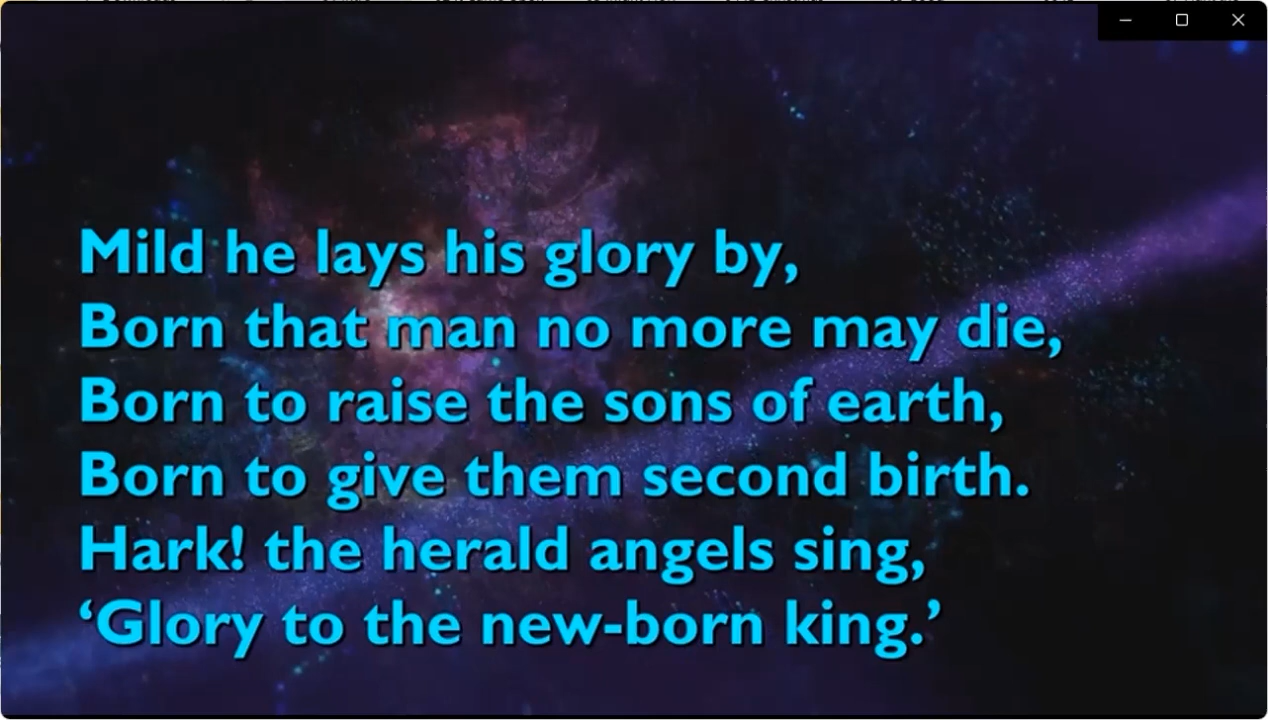 Mild he lays his glory by,
Born that man no more may die,
Born to raise the sons of earth,
Born to give them second birth.
Hark! the herald angels sing,
‘Glory to the new-born king.’